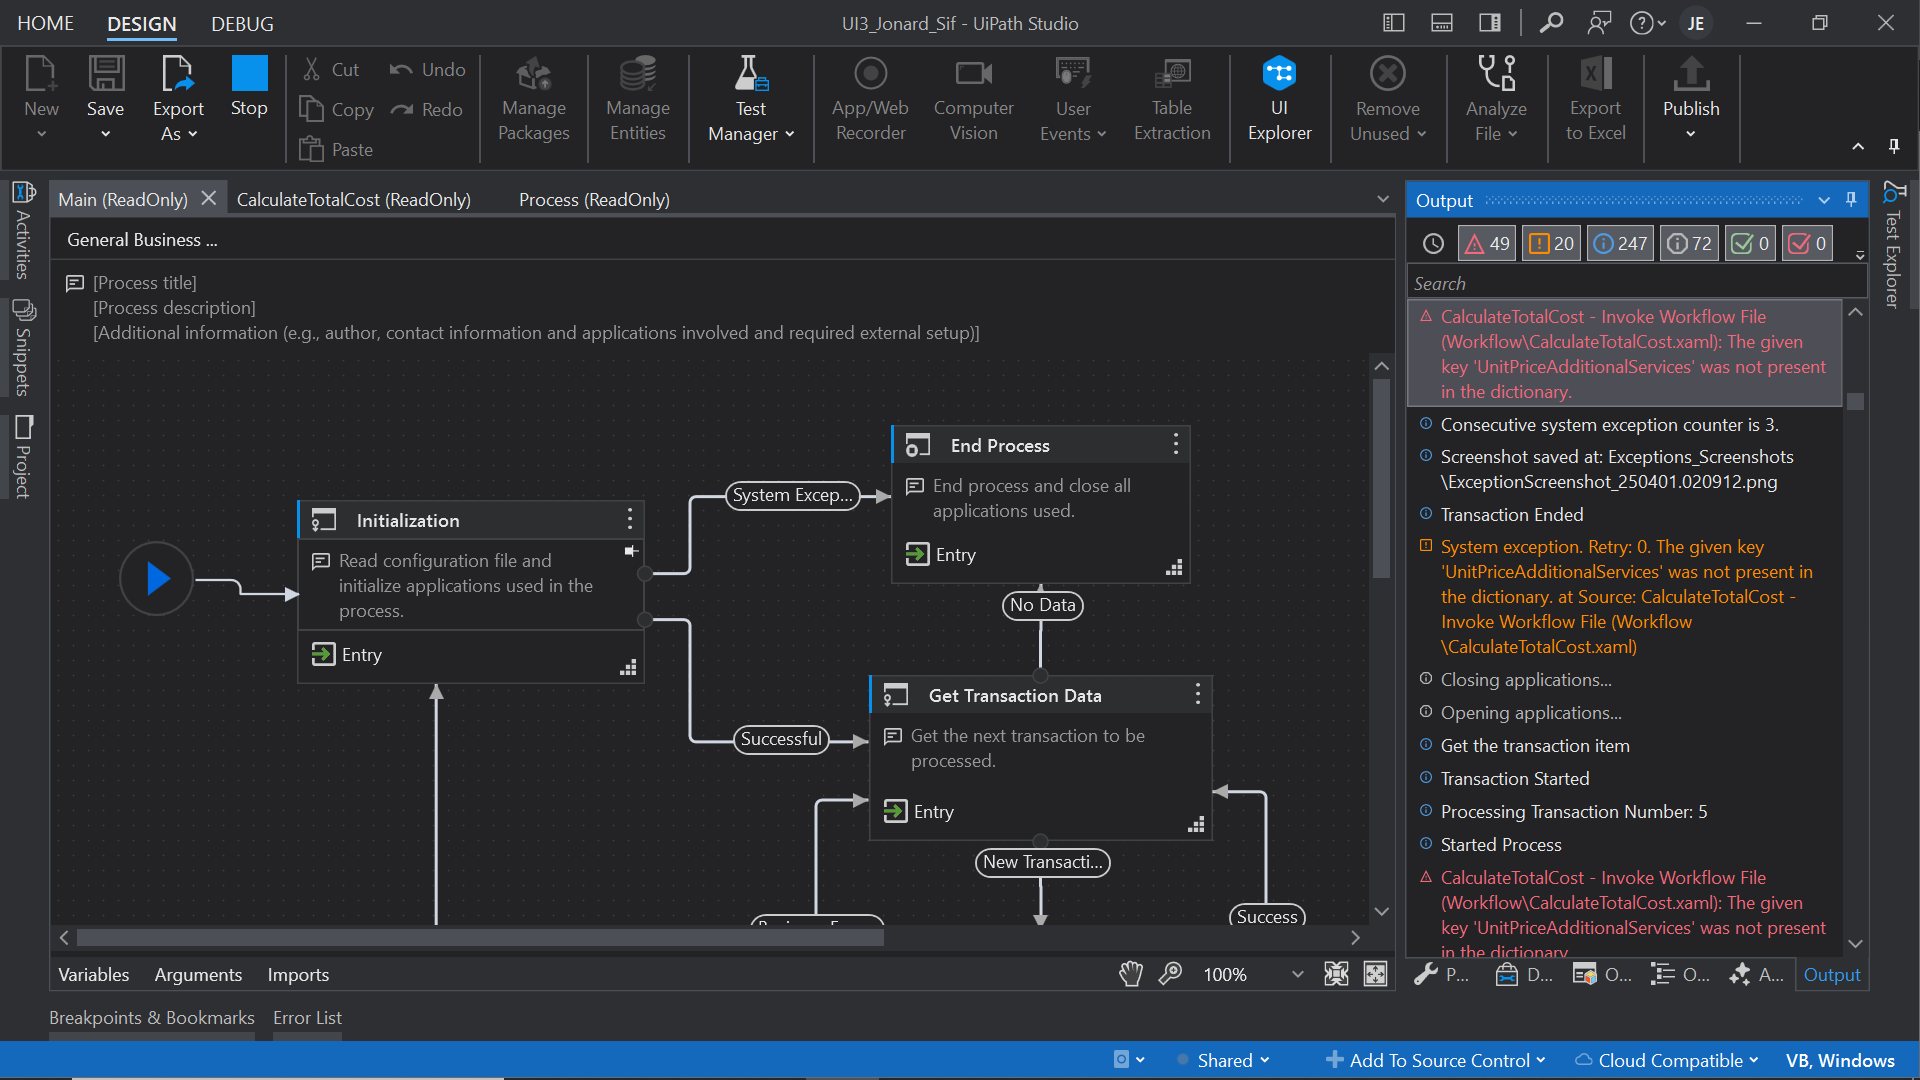 HOME DESIGN DEBUG
UI3_Jonard_Sif - UiPath Studio
JE
New
Save
Export
As
Stop
Cut
Copy
Paste
Undo
Redo
Manage
Packages
Manage
Entities
Test
Manager
App/Web
Recorder
Computer
Vision
User
Events
Table
Extraction
UI
Explorer
Remove
Unused
Analyze
File
Export
to Excel
Publish
Activities
Snippets
Project
Main (ReadOnly)
CalculateTotalCost (ReadOnly)
Process (ReadOnly)
General Business ...
[Process title]
[Process description]
[Additional information (e.g., author, contact information and applications involved and required external setup)]
Initialization
Read configuration file and
initialize applications used in the
process.
Entry
System Excep...
End Process
End process and close all
applications used.
Entry
No Data
Successful
Get Transaction Data
Get the next transaction to be
processed.
Entry
New Transacti...
Success
Variables Arguments Imports
100%
Breakpoints & Bookmarks Error List
Output
49
20
247
72
0
0
Search
CalculateTotalCost - Invoke Workflow File
(Workflow\CalculateTotalCost.xaml): The given
key 'UnitPriceAdditionalServices' was not present
in the dictionary.
Consecutive system exception counter is 3.
Screenshot saved at: Exceptions_Screenshots
\ExceptionScreenshot_250401.020912.png
Transaction Ended
System exception. Retry: 0. The given key
'UnitPriceAdditionalServices' was not present in
the dictionary. at Source: CalculateTotalCost -
Invoke Workflow File (Workflow
\CalculateTotalCost.xaml)
Closing applications...
Opening applications...
Get the transaction item
Transaction Started
Processing Transaction Number: 5
Started Process
CalculateTotalCost - Invoke Workflow File
(Workflow\CalculateTotalCost.xaml): The given
key 'UnitPriceAdditionalServices' was not present
in the dictionary
P... D... O... O... A... Output
Test Explorer
Shared
Add To Source Control
Cloud Compatible
VB, Windows